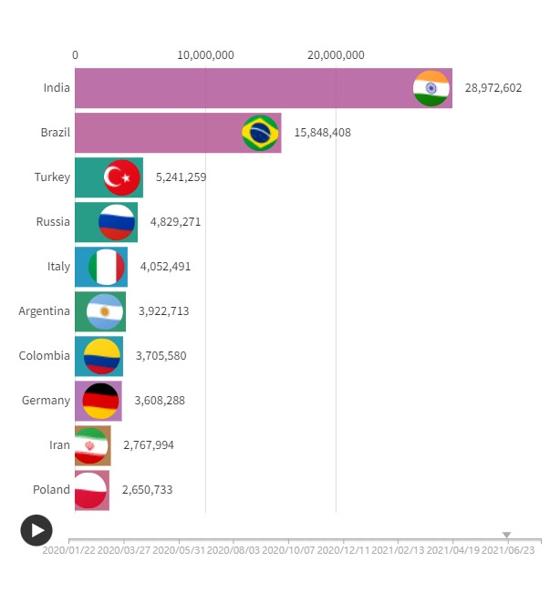 0 10,000,000 20,000,000
India 28,972,602
Brazil 15,848,408
Turkey 5,241,259
Russia 4,829,271
Italy 4,052,491
Argentina 3,922,713
Colombia 3,705,580
Germany 3,608,288
Iran 2,767,994
Poland 2,650,733
2020/01/22 2020/03/27 2020/05/31 2020/08/03 2020/10/07 2020/12/11 2021/02/13 2021/04/19 2021/06/23